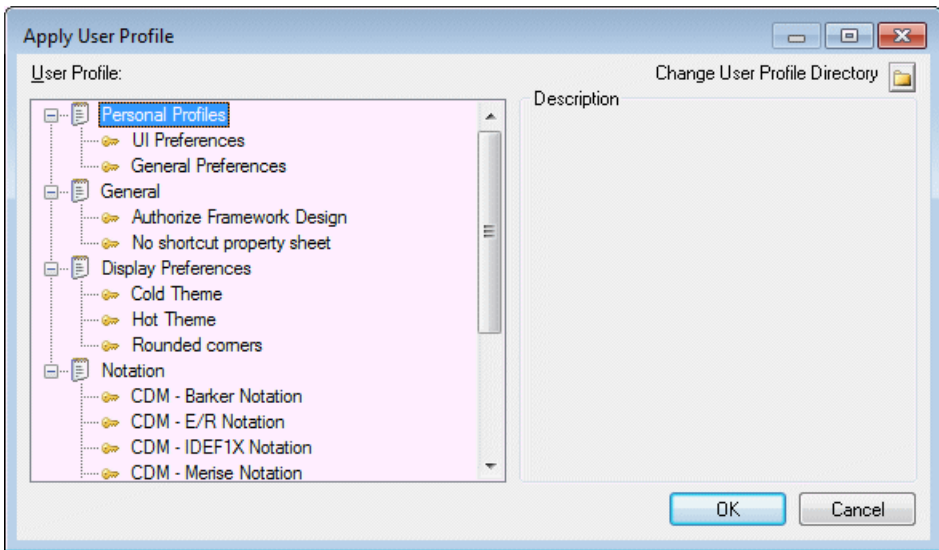 Apply User Profile
User Profile:
Change User Profile Directory
Description
Personal Profiles
UI Preferences
General Preferences
General
Authorize Framework Design
No shortcut property sheet
Display Preferences
Cold Theme
Hot Theme
Rounded corners
Notation
CDM - Barker Notation
CDM - E/R Notation
CDM - IDEF1X Notation
CDM - Merise Notation
OK
Cancel